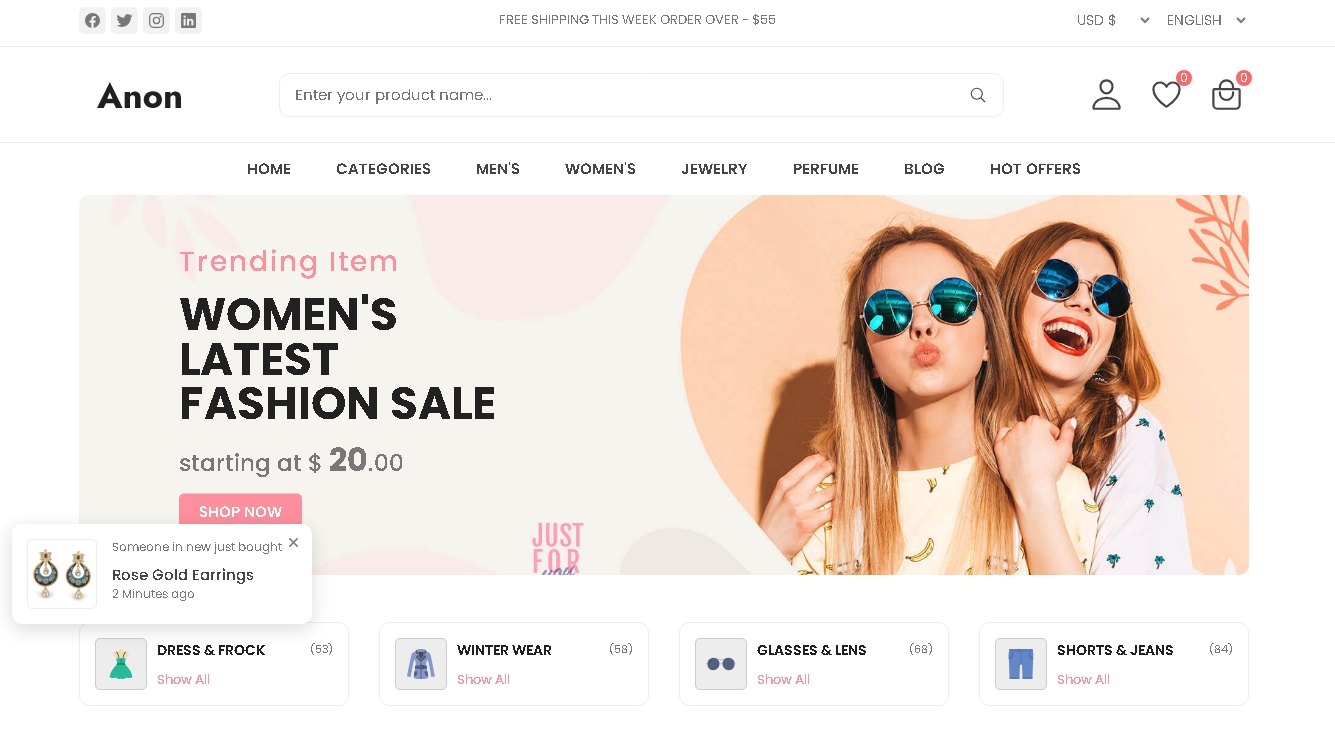 FREE SHIPPING THIS WEEK ORDER OVER - $55
USD $
ENGLISH
Anon
Enter your product name...
0
0
HOME
CATEGORIES
MEN'S
WOMEN'S
JEWELRY
PERFUME
BLOG
HOT OFFERS
Trending Item
WOMEN'S
LATEST
FASHION SALE
starting at $ 20.00
SHOP NOW
JUST
FOR
you
Someone in new just bought
Rose Gold Earrings
2 Minutes ago
DRESS & FROCK
(53)
Show All
WINTER WEAR
(58)
Show All
GLASSES & LENS
(68)
Show All
SHORTS & JEANS
(84)
Show All